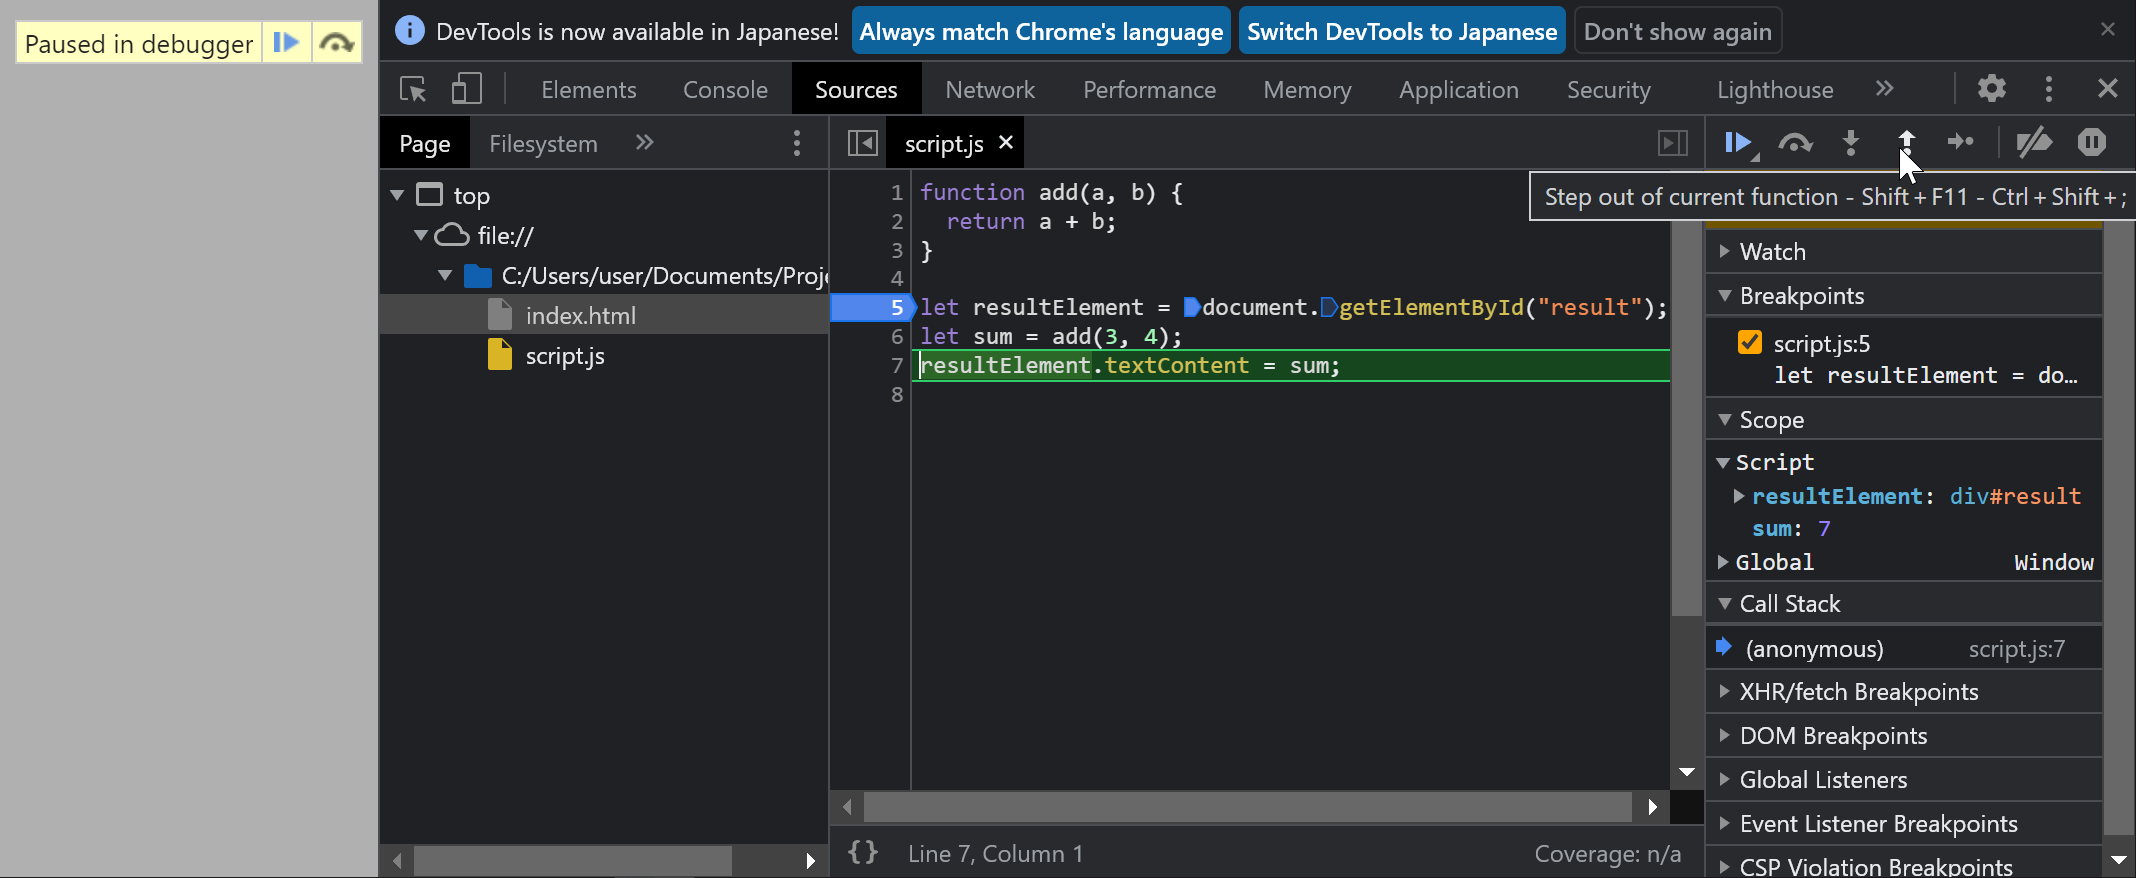 Paused in debugger
DevTools is now available in Japanese! Always match Chrome's language Switch DevTools to Japanese Don't show again
Elements Console Sources Network Performance Memory Application Security Lighthouse
Page Filesystem
script.js
Step out of current function - Shift + F11 - Ctrl + Shift + ;
top
file://
C:/Users/user/Documents/Proje
index.html
script.js
1 function add(a, b) {
2 return a + b;
3 }
4
5 let resultElement = document.getElementById("result");
6 let sum = add(3, 4);
7 resultElement.textContent = sum;
8
{} Line 7, Column 1 Coverage: n/a
Watch
Breakpoints
script.js:5
let resultElement = do…
Scope
Script
resultElement: div#result
sum: 7
Global Window
Call Stack
(anonymous) script.js:7
XHR/fetch Breakpoints
DOM Breakpoints
Global Listeners
Event Listener Breakpoints
CSP Violation Breakpoints